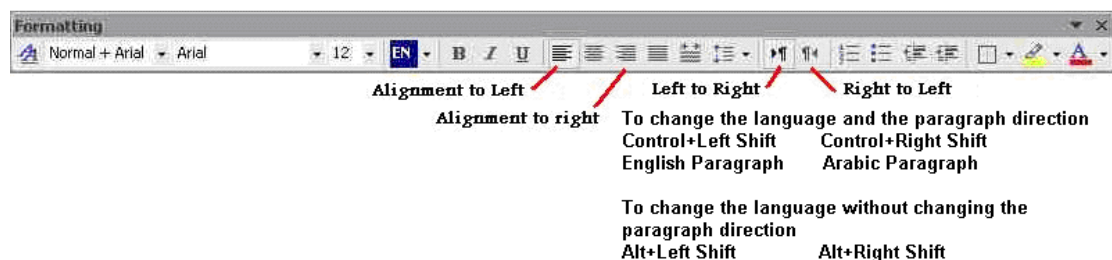 Formatting
Normal + Arial Arial 12 EN B I U
Alignment to Left Left to Right Right to Left
Alignment to right
To change the language and the paragraph direction
Control+Left Shift Control+Right Shift
English Paragraph Arabic Paragraph
To change the language without changing the
paragraph direction
Alt+Left Shift Alt+Right Shift